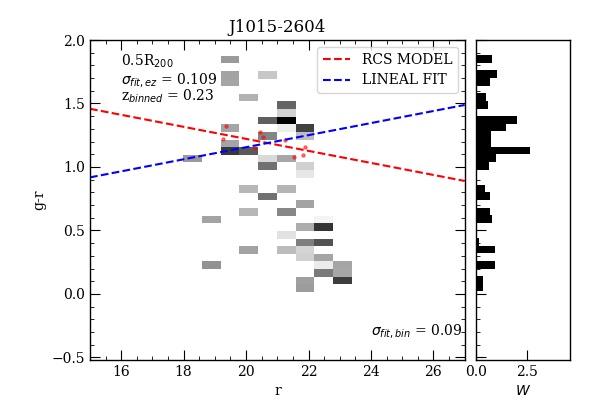 J1015-2604
0.5R200
σfit,ez = 0.109
zbinned = 0.23
RCS MODEL
LINEAL FIT
σfit,bin = 0.09
2.0
1.5
1.0
0.5
0.0
−0.5
g-r
16 18 20 22 24 26
r
0.0 2.5
W